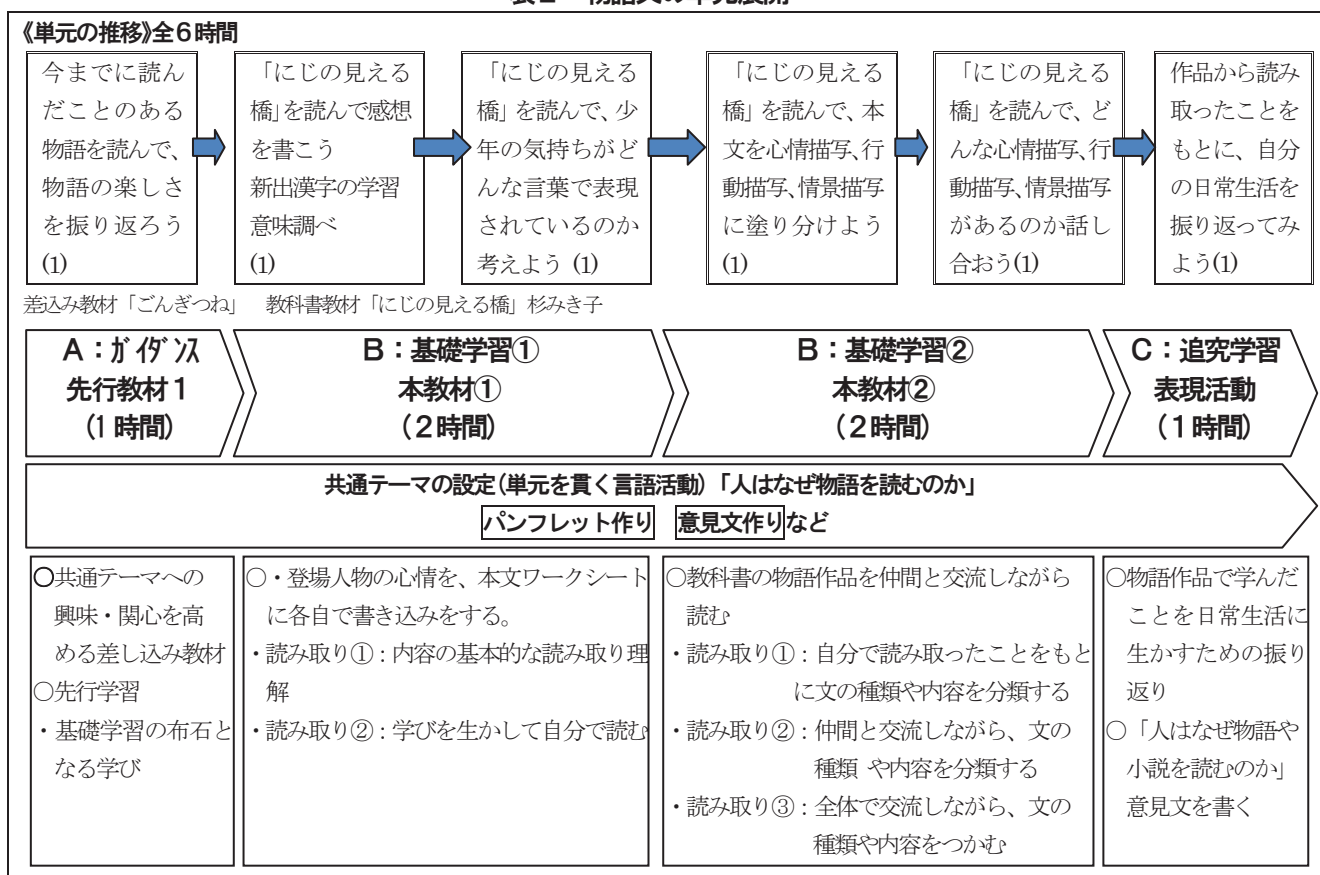 《単元の推移》全６時間
今までに読ん
だことのある
物語を読んで、
物語の楽しさ
を振り返ろう
(1)
「にじの見える
橋」を読んで感想
を書こう
新出漢字の学習
意味調べ
(1)
「にじの見える
橋」を読んで、少
年の気持ちがど
んな言葉で表現
されているのか
考えよう (1)
「にじの見える
橋」を読んで、本
文を心情描写、行
動描写、情景描写
に塗り分けよう
(1)
「にじの見える
橋」を読んで、ど
んな心情描写、行
動描写、情景描写
があるのか話し
合おう(1)
作品から読み
取ったことを
もとに、自分
の日常生活を
振り返ってみ
よう(1)
差込み教材「ごんぎつね」　教科書教材「にじの見える橋」杉みき子
Ａ：ｶﾞｲﾀﾞﾝｽ
先行教材１
（1 時間）
Ｂ：基礎学習①
本教材①
（２時間）
Ｂ：基礎学習②
本教材②
（２時間）
Ｃ：追究学習
表現活動
（１時間）
共通テーマの設定（単元を貫く言語活動）「人はなぜ物語を読むのか」
パンフレット作り　意見文作りなど
○共通テーマへの
興味・関心を高
める差し込み教材
○先行学習
・基礎学習の布石と
なる学び
○・登場人物の心情を、本文ワークシート
に各自で書き込みをする。
・読み取り①：内容の基本的な読み取り理
解
・読み取り②：学びを生かして自分で読む
○教科書の物語作品を仲間と交流しながら
読む
・読み取り①：自分で読み取ったことをもと
に文の種類や内容を分類する
・読み取り②：仲間と交流しながら、文の
種類 や内容を分類する
・読み取り③：全体で交流しながら、文の
種類や内容をつかむ
○物語作品で学んだ
ことを日常生活に
生かすための振り
返り
○「人はなぜ物語や
小説を読むのか」
意見文を書く